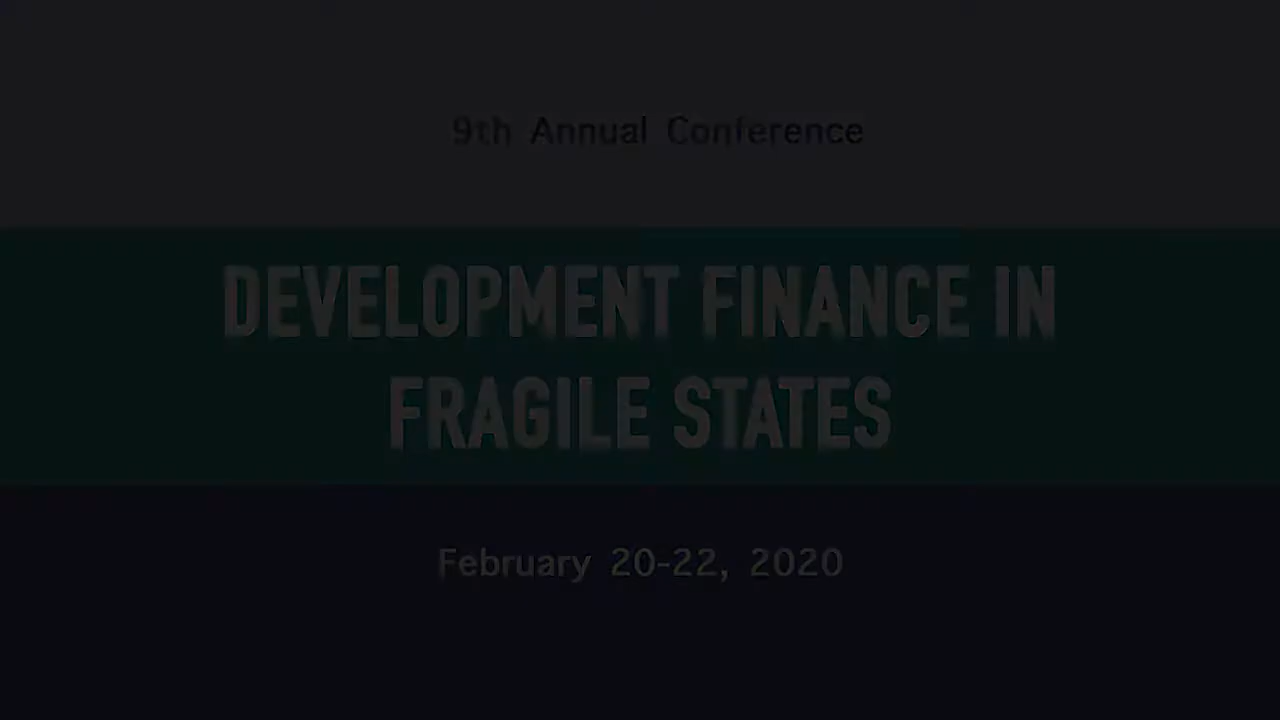 9th Annual Conference
DEVELOPMENT FINANCE IN
FRAGILE STATES
February 20-22, 2020